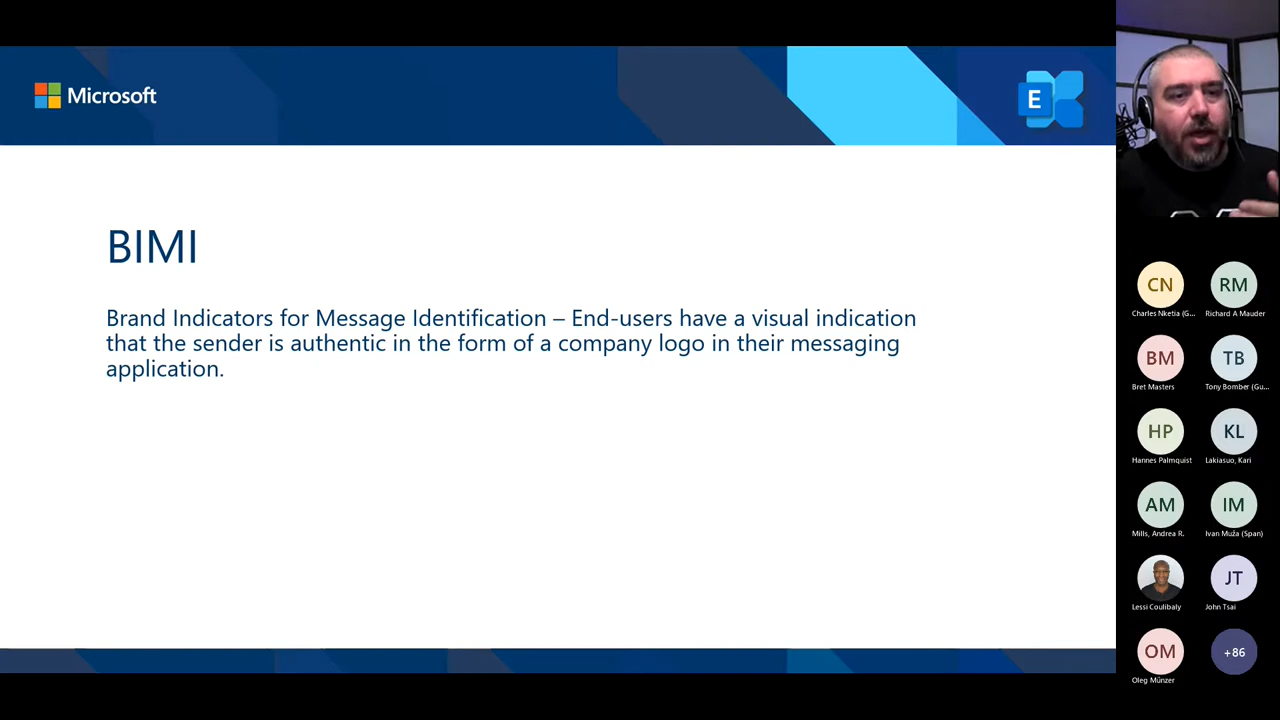 Microsoft
E
BIMI
Brand Indicators for Message Identification – End-users have a visual indication
that the sender is authentic in the form of a company logo in their messaging
application.
CN
RM
Charles Nketia (G...
Richard A Mauder
BM
TB
Bret Masters
Tony Bomber (Gu...
HP
KL
Hannes Palmquist
Lakiasuo, Kari
AM
IM
Mills, Andrea R.
Ivan Muža (Span)
JT
Lessi Coulibaly
John Tsai
OM
+86
Oleg Münzer